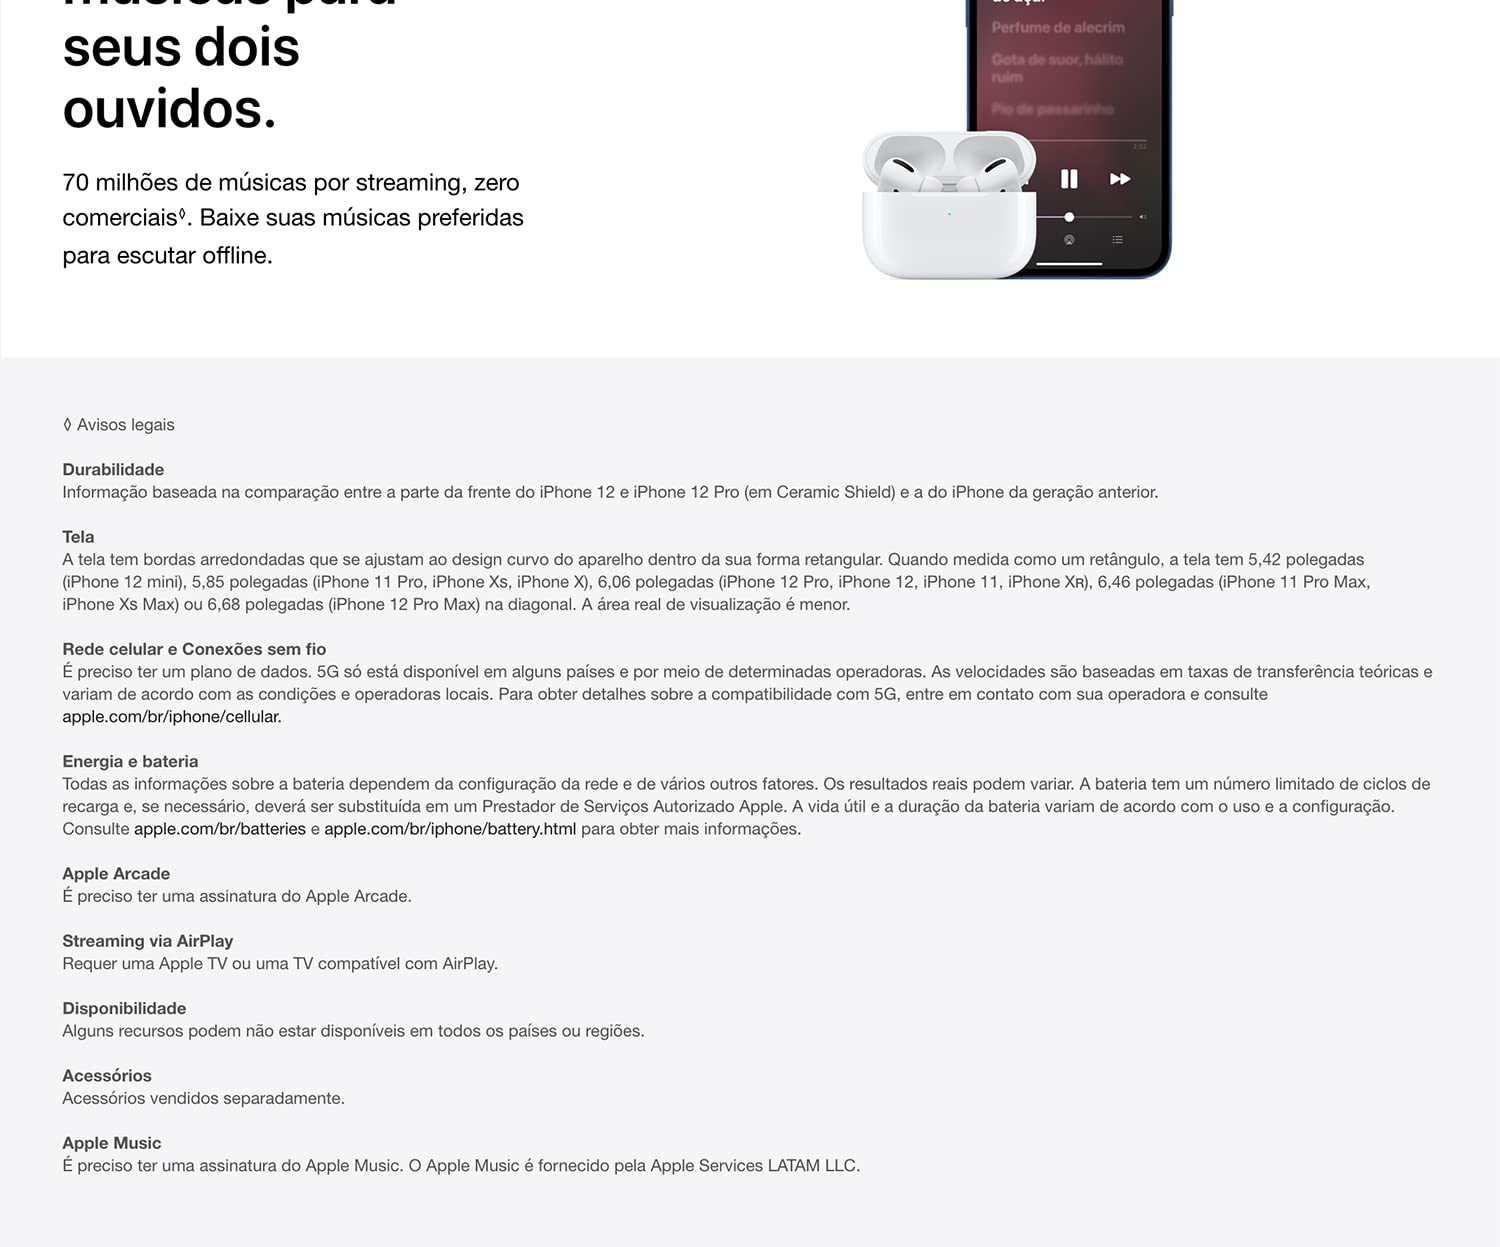 músicas para
seus dois
ouvidos.
70 milhões de músicas por streaming, zero
comerciais◊. Baixe suas músicas preferidas
para escutar offline.
Perfume de alecrim
Gota de suor, hálito
ruim
Pio de passarinho
2:52
◊ Avisos legais
Durabilidade
Informação baseada na comparação entre a parte da frente do iPhone 12 e iPhone 12 Pro (em Ceramic Shield) e a do iPhone da geração anterior.
Tela
A tela tem bordas arredondadas que se ajustam ao design curvo do aparelho dentro da sua forma retangular. Quando medida como um retângulo, a tela tem 5,42 polegadas
(iPhone 12 mini), 5,85 polegadas (iPhone 11 Pro, iPhone Xs, iPhone X), 6,06 polegadas (iPhone 12 Pro, iPhone 12, iPhone 11, iPhone XR), 6,46 polegadas (iPhone 11 Pro Max,
iPhone Xs Max) ou 6,68 polegadas (iPhone 12 Pro Max) na diagonal. A área real de visualização é menor.
Rede celular e Conexões sem fio
É preciso ter um plano de dados. 5G só está disponível em alguns países e por meio de determinadas operadoras. As velocidades são baseadas em taxas de transferência teóricas e
variam de acordo com as condições e operadoras locais. Para obter detalhes sobre a compatibilidade com 5G, entre em contato com sua operadora e consulte
apple.com/br/iphone/cellular.
Energia e bateria
Todas as informações sobre a bateria dependem da configuração da rede e de vários outros fatores. Os resultados reais podem variar. A bateria tem um número limitado de ciclos de
recarga e, se necessário, deverá ser substituída em um Prestador de Serviços Autorizado Apple. A vida útil e a duração da bateria variam de acordo com o uso e a configuração.
Consulte apple.com/br/batteries e apple.com/br/iphone/battery.html para obter mais informações.
Apple Arcade
É preciso ter uma assinatura do Apple Arcade.
Streaming via AirPlay
Requer uma Apple TV ou uma TV compatível com AirPlay.
Disponibilidade
Alguns recursos podem não estar disponíveis em todos os países ou regiões.
Acessórios
Acessórios vendidos separadamente.
Apple Music
É preciso ter uma assinatura do Apple Music. O Apple Music é fornecido pela Apple Services LATAM LLC.